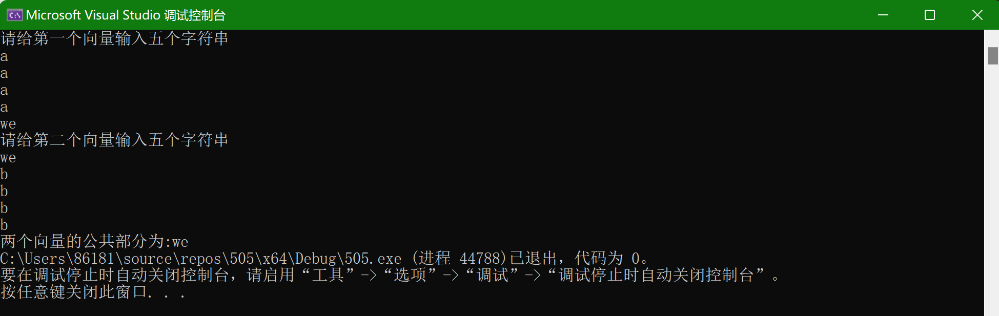 Microsoft Visual Studio 调试控制台
请给第一个向量输入五个字符串
a
a
a
a
we
请给第二个向量输入五个字符串
we
b
b
b
b
两个向量的公共部分为:we
C:\Users\86181\source\repos\505\x64\Debug\505.exe (进程 44788)已退出，代码为 0。
要在调试停止时自动关闭控制台，请启用“工具”->“选项”->“调试”->“调试停止时自动关闭控制台”。
按任意键关闭此窗口. . .